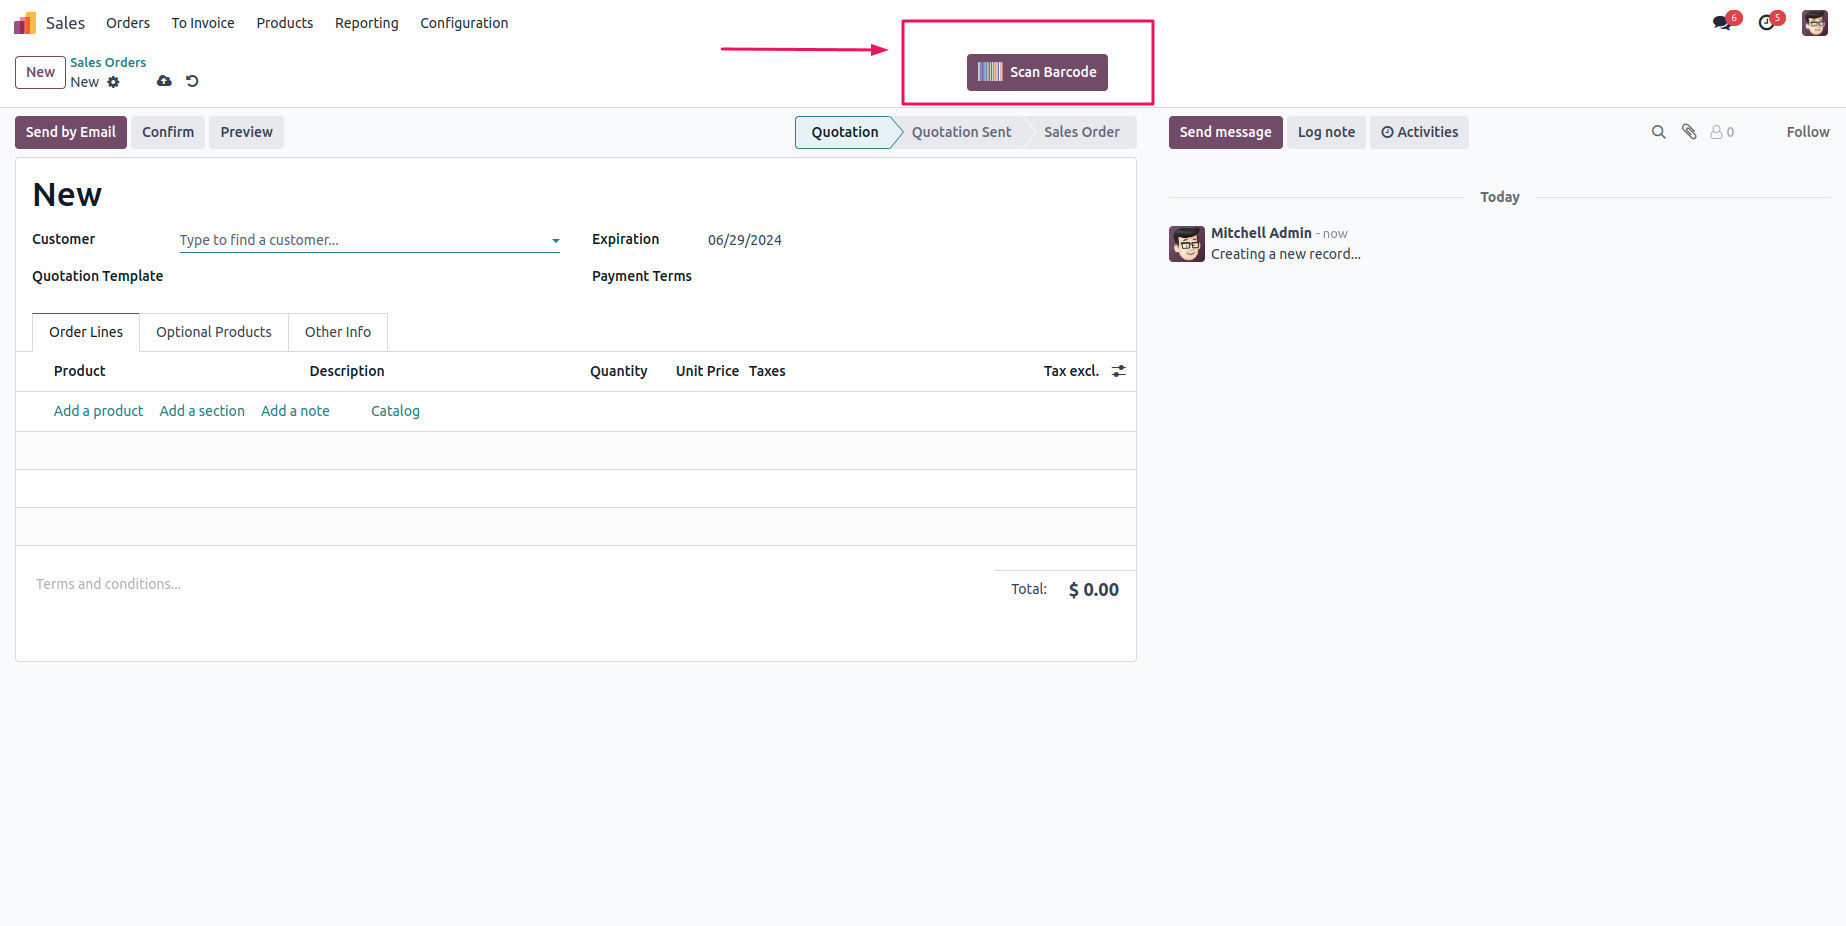 Sales Orders To Invoice Products Reporting Configuration 6 5
New Sales Orders
New
Scan Barcode
Send by Email Confirm Preview Quotation Quotation Sent Sales Order Send message Log note Activities 0 Follow
New
Today
Customer Type to find a customer... Expiration 06/29/2024
Mitchell Admin - now
Creating a new record...
Quotation Template Payment Terms
Order Lines Optional Products Other Info
Product Description Quantity Unit Price Taxes Tax excl.
Add a product Add a section Add a note Catalog
Terms and conditions...
Total: $ 0.00